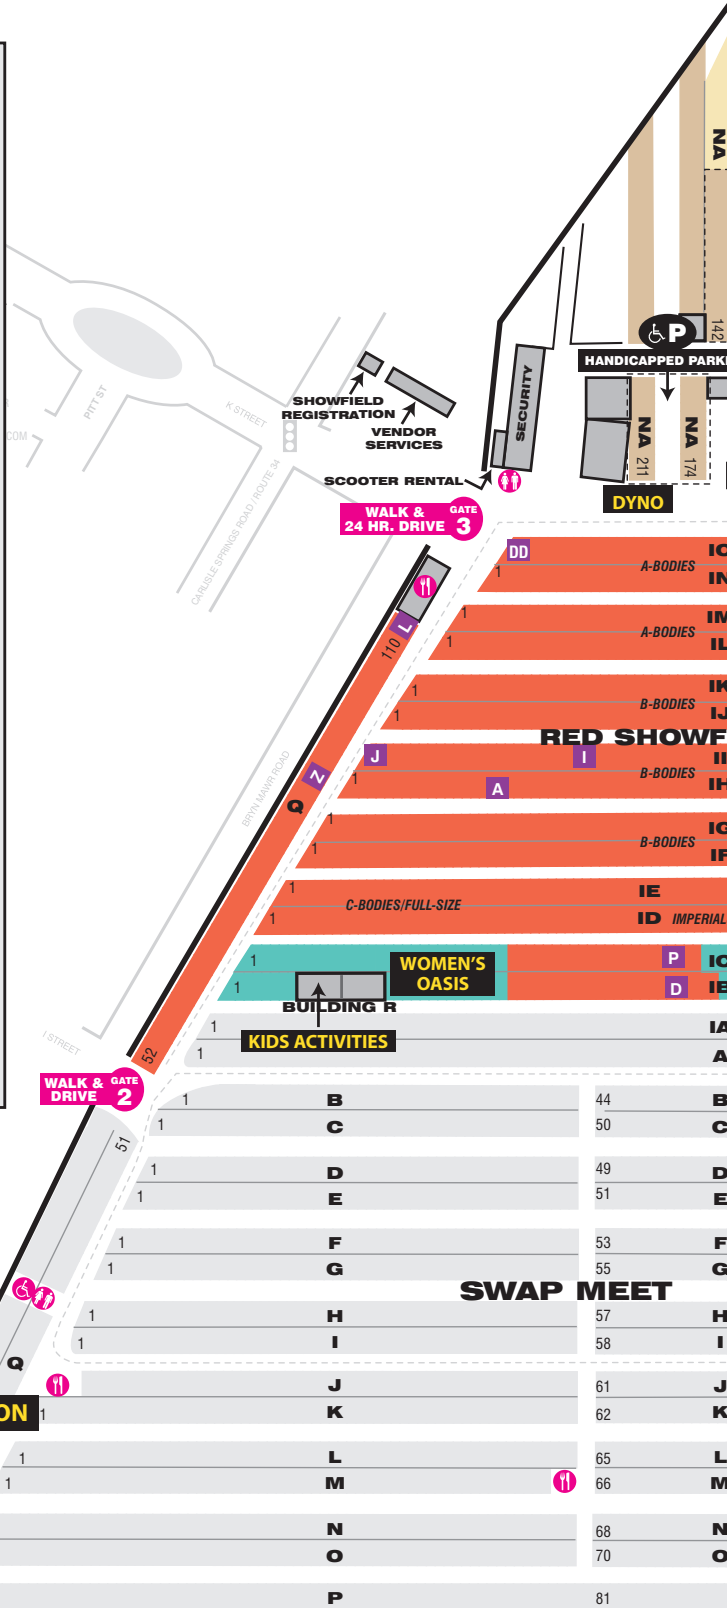 NA
142
P
HANDICAPPED PARK
PITT ST
K STREET
SHOWFIELD
REGISTRATION
VENDOR
SERVICES
SECURITY
COM
NA
211
NA
174
SCOOTER RENTAL
CARLISLE SPRINGS ROAD / ROUTE 34
WALK &
24 HR. DRIVE
GATE
3
DYNO
DD
A-BODIES
IO
1
IN
L
110
1
A-BODIES
IM
1
IL
1
B-BODIES
IK
1
IJ
RED SHOWF
J
I
II
Z
1
A
B-BODIES
IH
BRYN MAWR ROAD
Q
1
IG
1
B-BODIES
IF
1
C-BODIES/FULL-SIZE
IE
1
ID
IMPERIAL
1
WOMEN'S
OASIS
P
IC
1
D
IB
BUILDING R
1
IA
KIDS ACTIVITIES
I STREET
52
1
A
WALK &
DRIVE
GATE
2
1
B
44
B
51
1
C
50
C
1
D
49
D
1
E
51
E
1
F
53
F
1
G
55
G
SWAP MEET
1
H
57
H
1
I
58
I
Q
J
61
J
ON
1
K
62
K
1
L
65
L
1
M
66
M
N
68
N
O
70
O
P
81